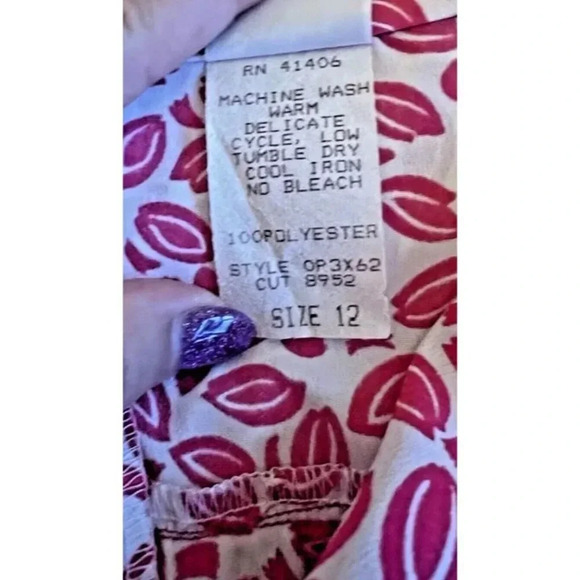 RN 41406
MACHINE WASH
WARM
DELICATE
CYCLE, LOW
TUMBLE DRY
COOL IRON
NO BLEACH
100POLYESTER
STYLE OP3X62
CUT 8952
SIZE 12